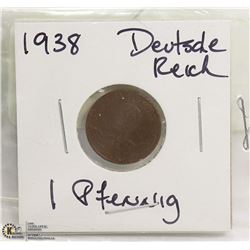 1938 Deutsche
Reich
1 Pfennig